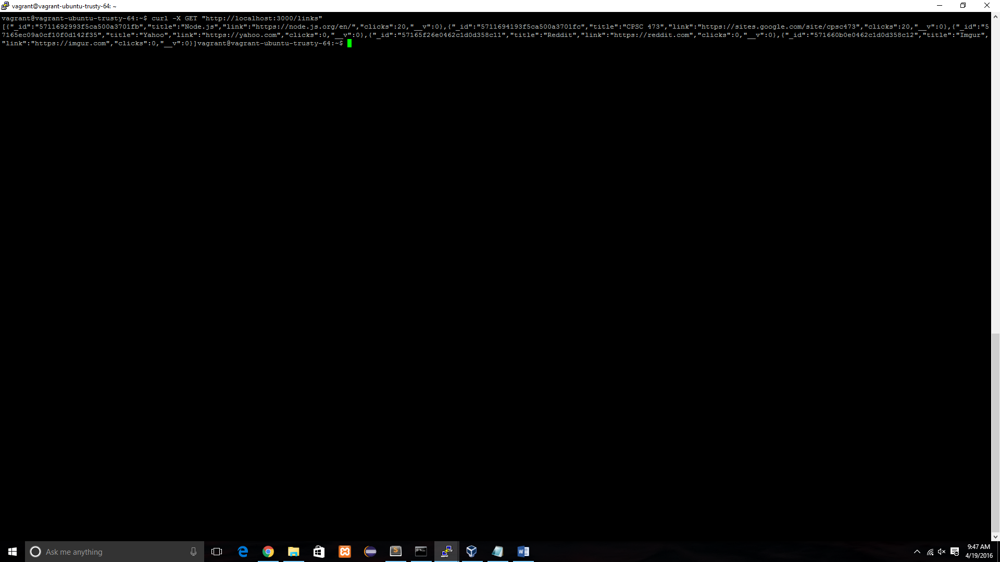 vagrant@vagrant-ubuntu-trusty-64: ~
vagrant@vagrant-ubuntu-trusty-64:~$ curl -X GET "http://localhost:3000/links"
[{"_id":"5711692993f5ca500a3701fb","title":"Node.js","link":"https://node.js.org/en/","clicks":20,"__v":0},{"_id":"5711694193f5ca500a3701fc","title":"CPSC 473","link":"https://sites.google.com/site/cpsc473","clicks":20,"__v":0},{"_id":"5
7165ec09a0cf10f0d142f35","title":"Yahoo","link":"https://yahoo.com","clicks":0,"__v":0},{"_id":"57165f26e0462c1d0d358c11","title":"Reddit","link":"https://reddit.com","clicks":0,"__v":0},{"_id":"571660b0e0462c1d0d358c12","title":"Imgur",
"link":"https://imgur.com","clicks":0,"__v":0}]vagrant@vagrant-ubuntu-trusty-64:~$
Ask me anything
9:47 AM
4/19/2016